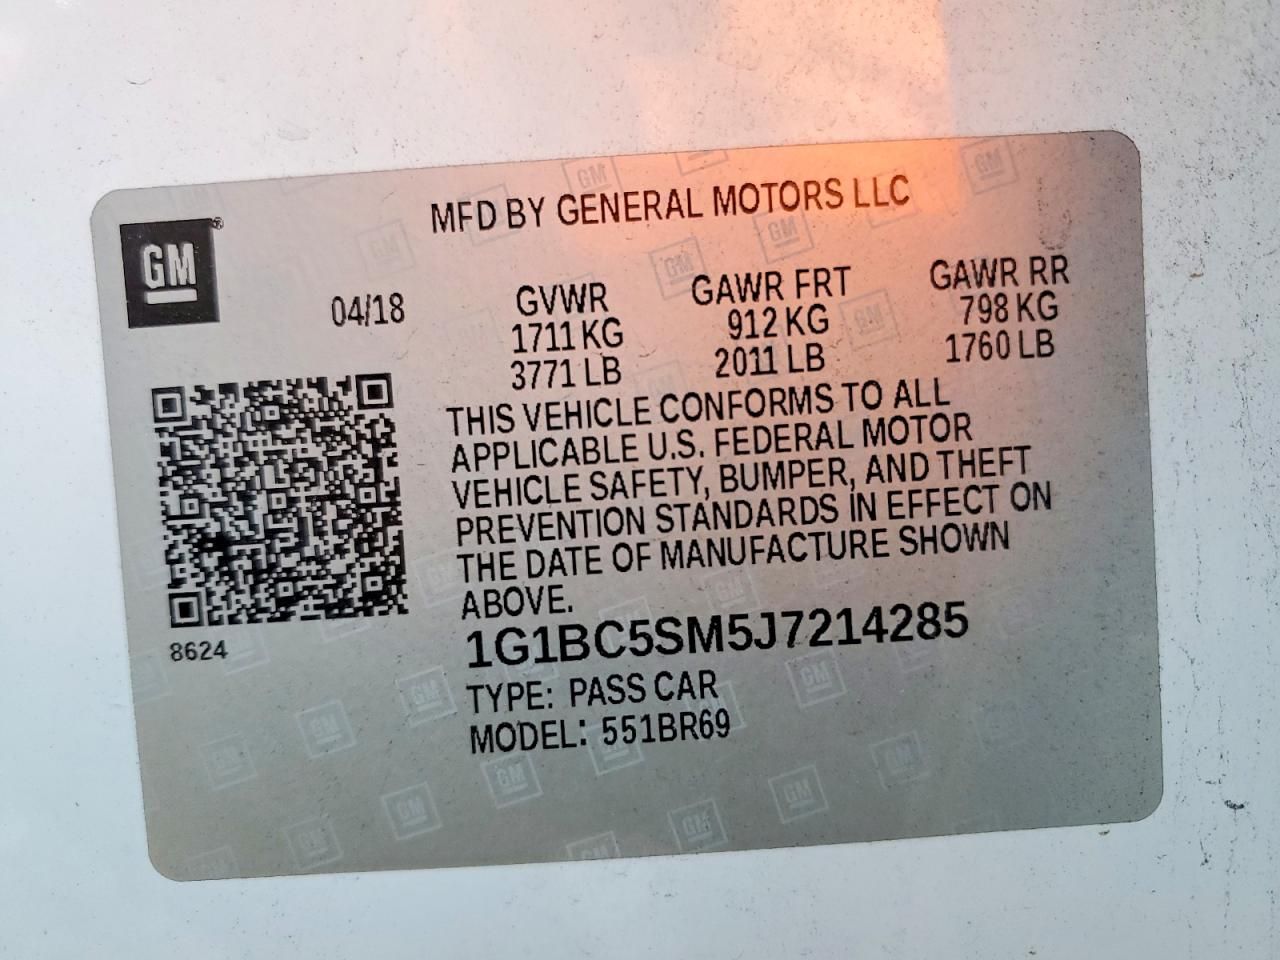 MFD BY GENERAL MOTORS LLC
GM®
04/18
GVWR GAWR FRT GAWR RR
1711 KG 912 KG 798 KG
3771 LB 2011 LB 1760 LB
THIS VEHICLE CONFORMS TO ALL
APPLICABLE U.S. FEDERAL MOTOR
VEHICLE SAFETY, BUMPER, AND THEFT
PREVENTION STANDARDS IN EFFECT ON
THE DATE OF MANUFACTURE SHOWN
ABOVE.
8624
1G1BC5SM5J7214285
TYPE: PASS CAR
MODEL: 551BR69